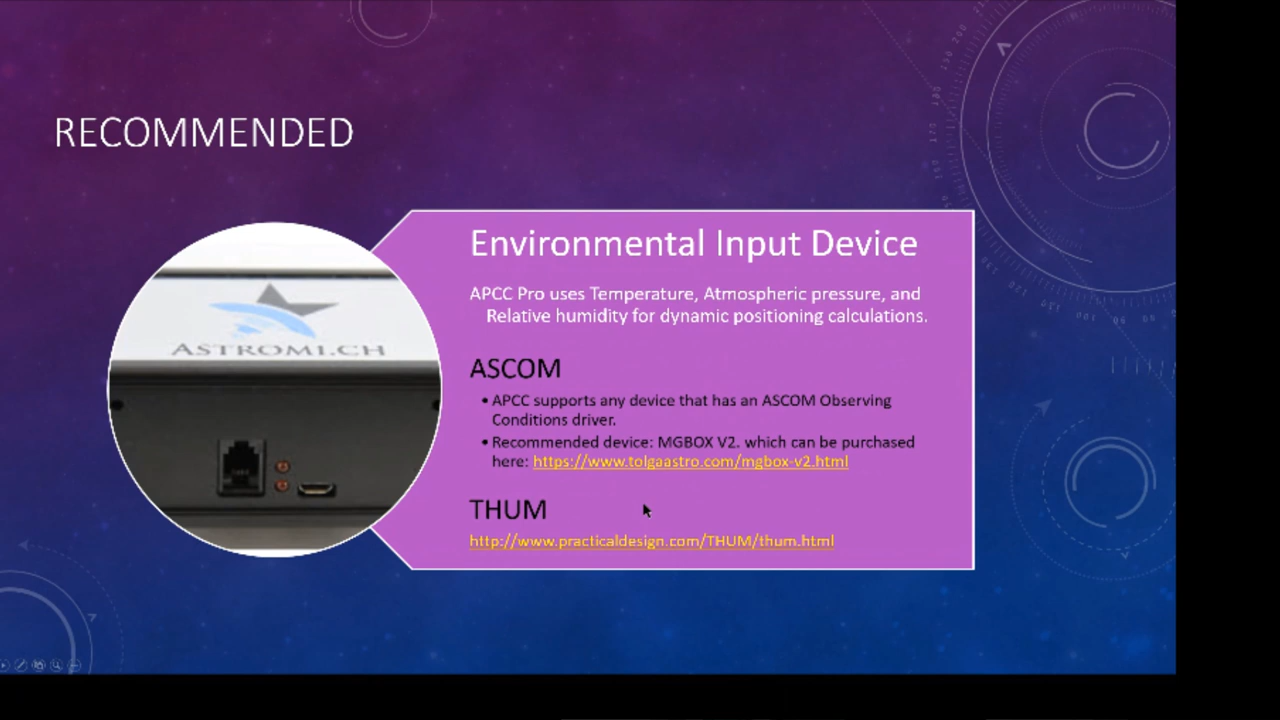 RECOMMENDED
ASTROMI.CH
Environmental Input Device
APCC Pro uses Temperature, Atmospheric pressure, and
Relative humidity for dynamic positioning calculations.
ASCOM
• APCC supports any device that has an ASCOM Observing
Conditions driver.
• Recommended device: MGBOX V2. which can be purchased
here: https://www.tolgaastro.com/mgbox-v2.html
THUM
http://www.practicaldesign.com/THUM/thum.html